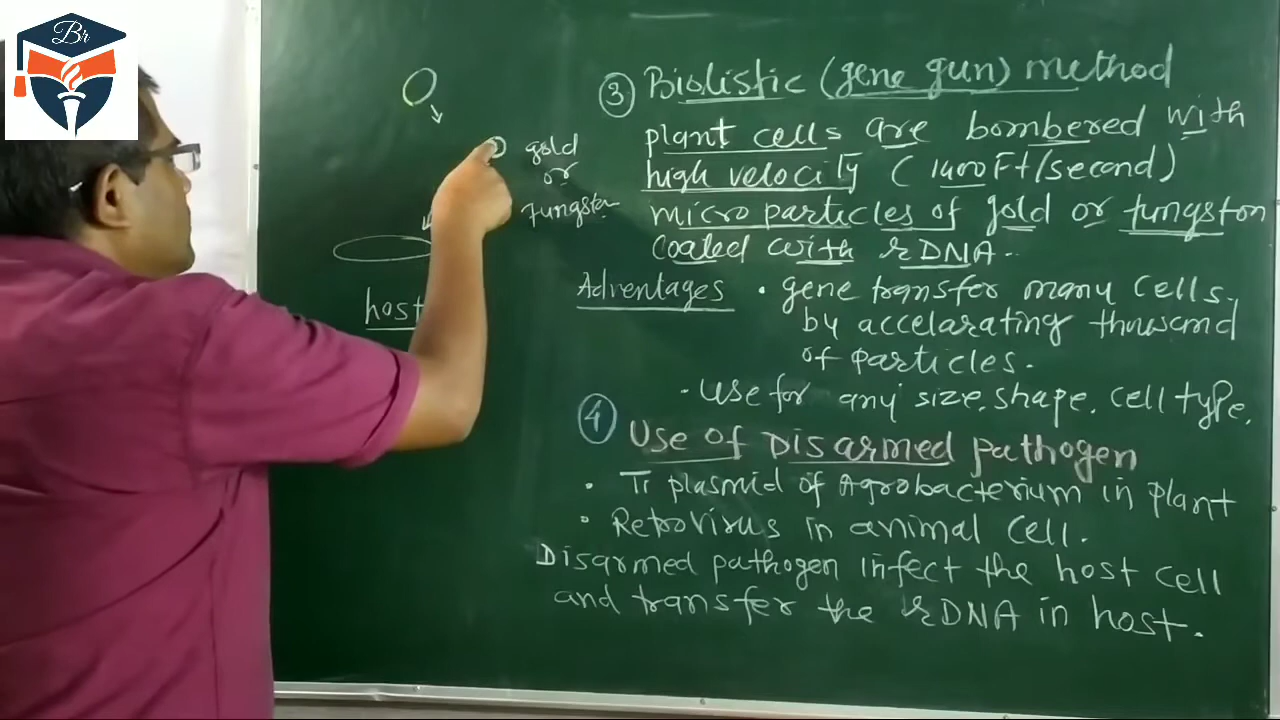 Br
gold
or
Tungsten
host
③ Biolistic (gene gun) method
plant cells are bombered with
high velocity ( 1400 Ft/second)
micro particles of gold or tungston
coated with rDNA.
Adventages • gene transfer many cells.
by accelarating thousand
of particles.
• Use for any size, shape, cell type.
④ Use of Disarmed pathogen
• Ti plasmid of Agrobacterium in plant
• Retrovirus in animal cell.
Disarmed pathogen infect the host cell
and transfer the rDNA in host.